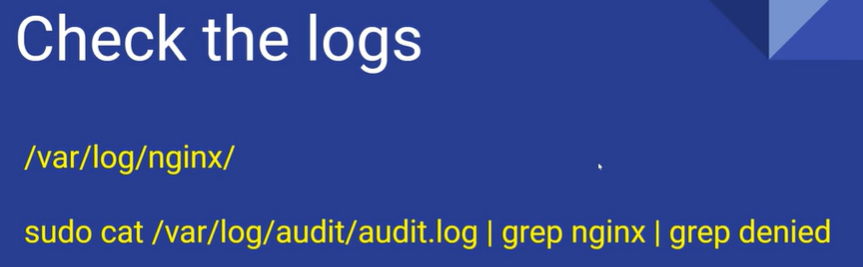 Check the logs
/var/log/nginx/
sudo cat /var/log/audit/audit.log | grep nginx | grep denied